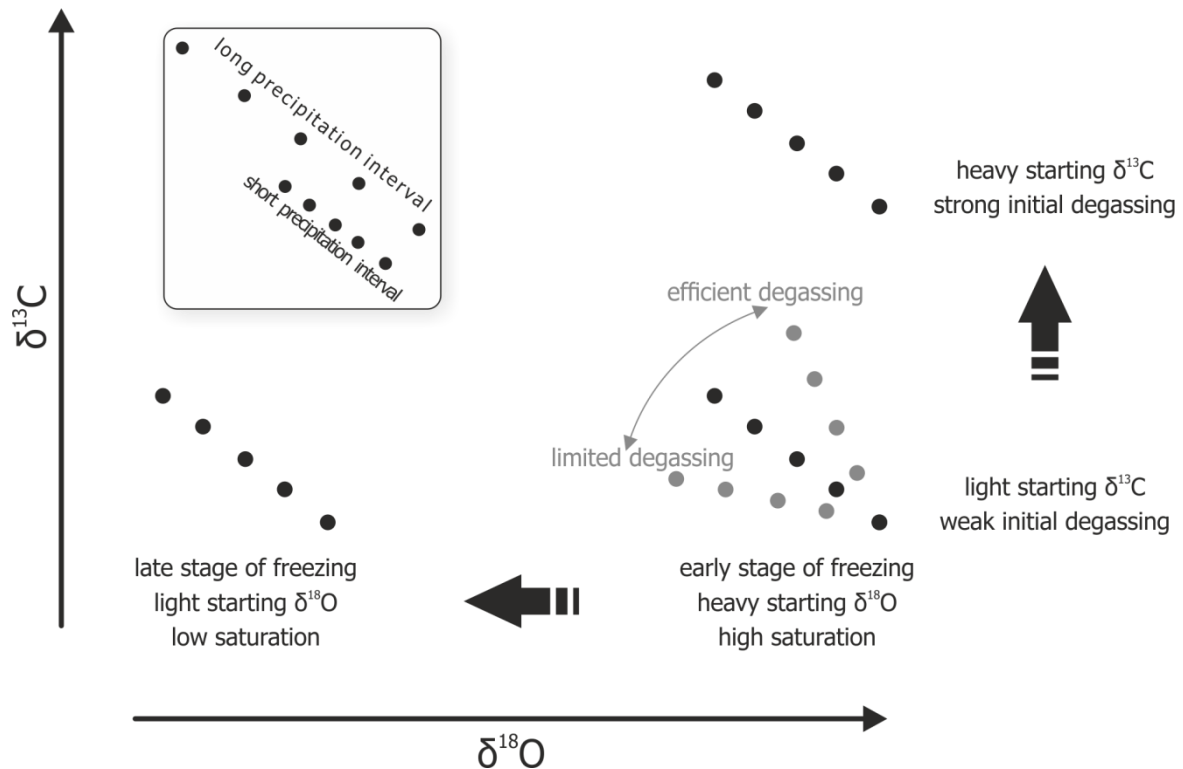 long precipitation interval
short precipitation interval
δ¹³C
heavy starting δ¹³C
strong initial degassing
efficient degassing
limited degassing
light starting δ¹³C
weak initial degassing
late stage of freezing
light starting δ¹⁸O
low saturation
early stage of freezing
heavy starting δ¹⁸O
high saturation
δ¹⁸O